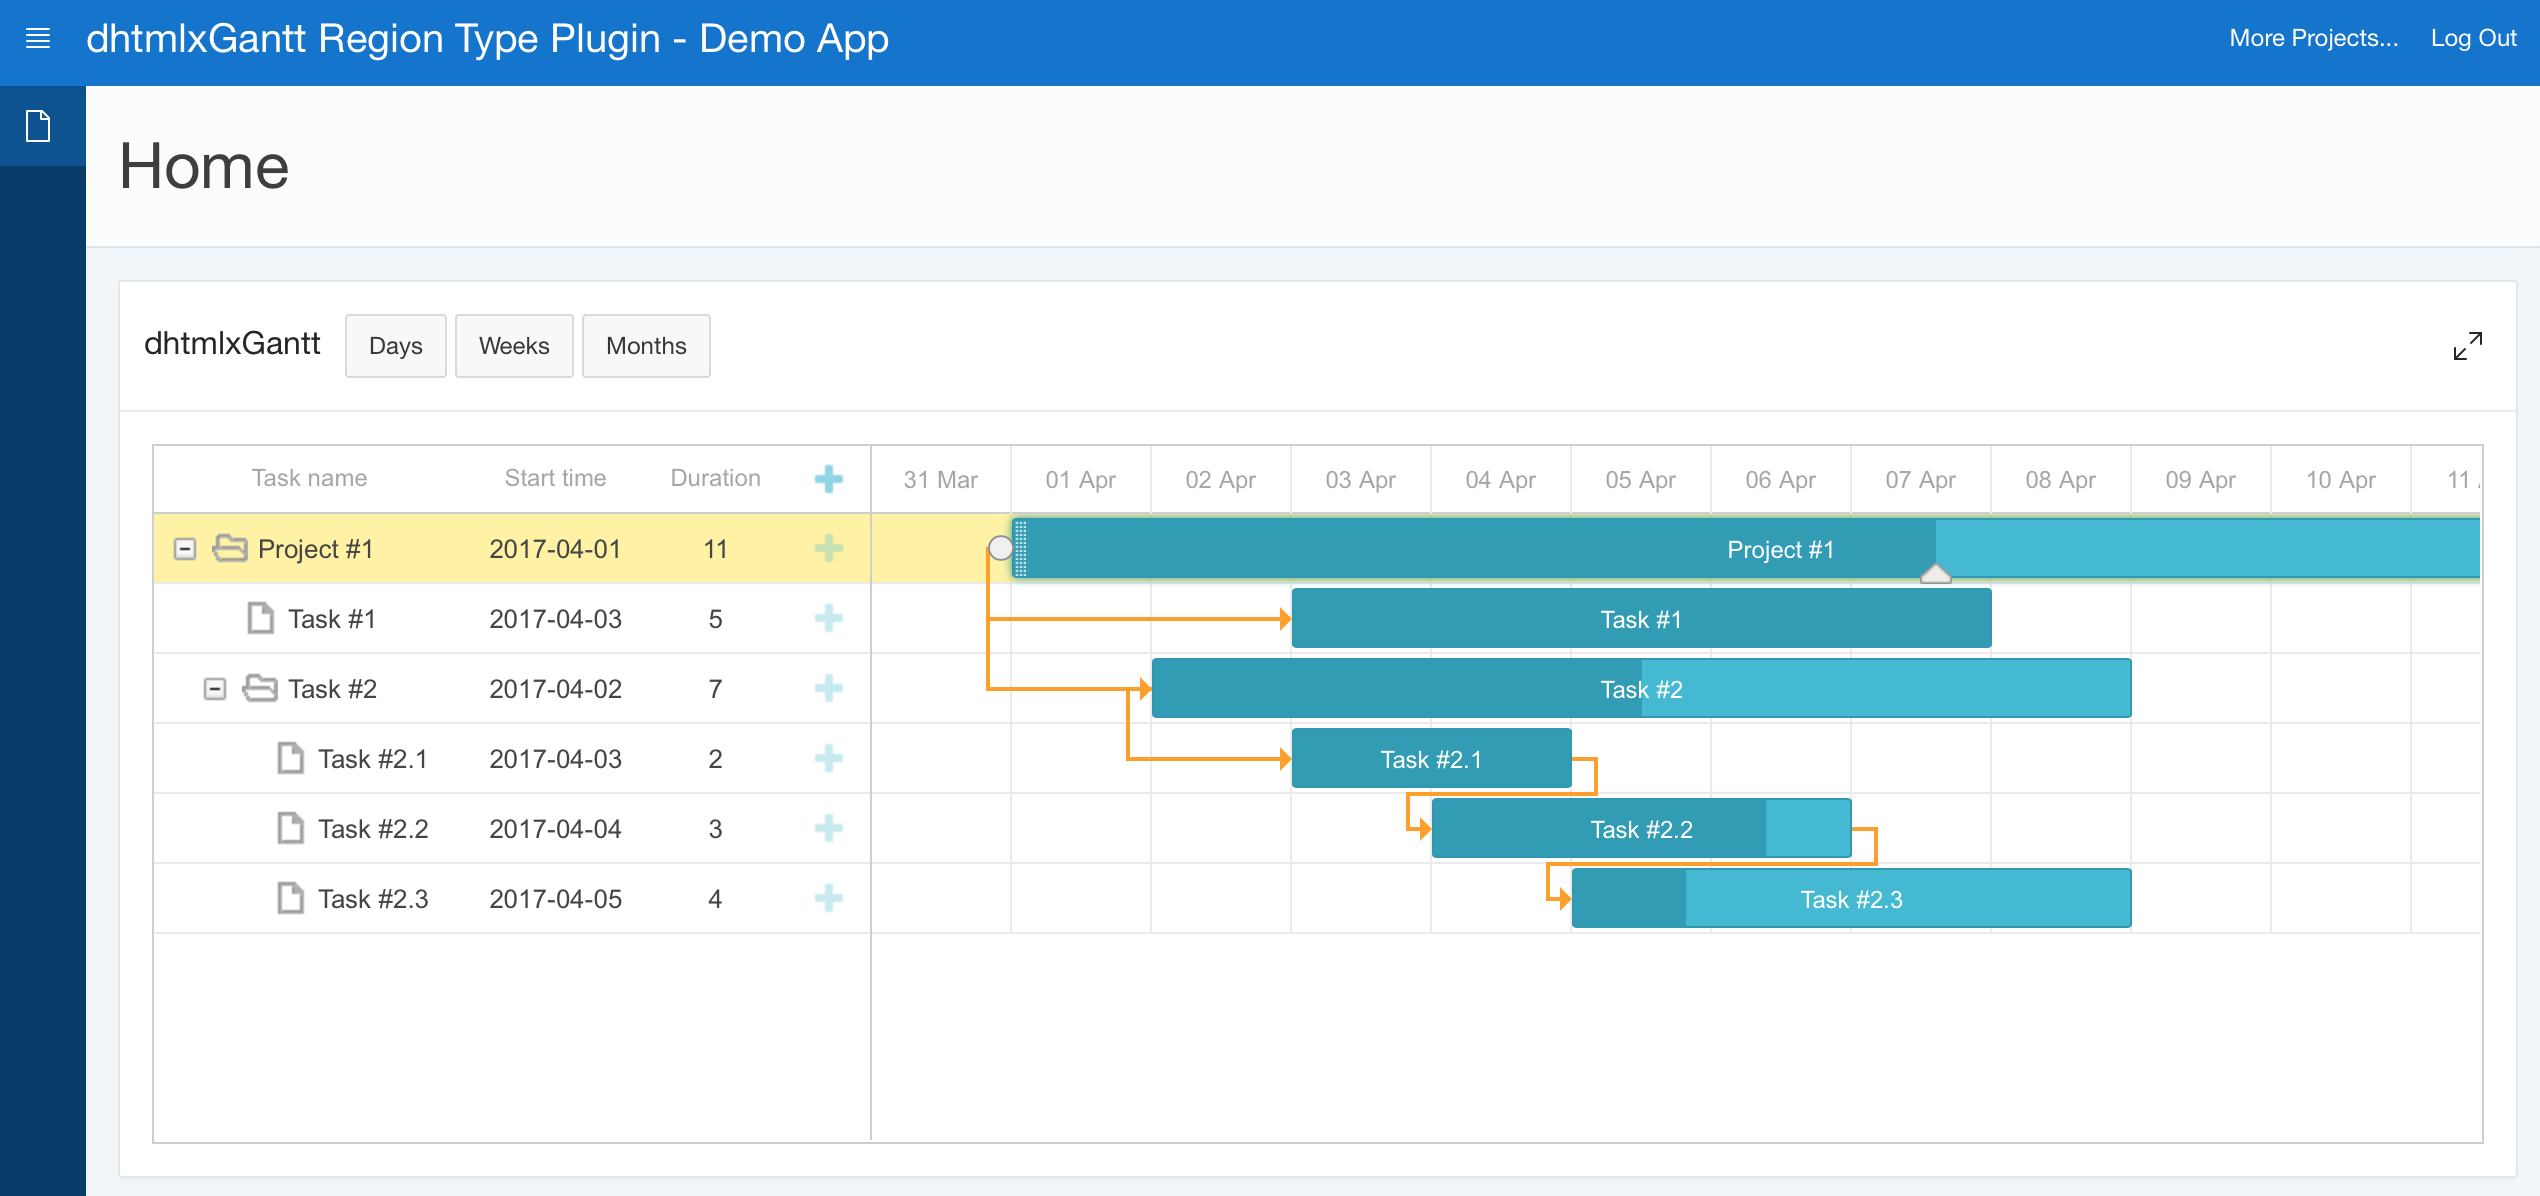 dhtmlxGantt Region Type Plugin - Demo App
More Projects... Log Out
Home
dhtmlxGantt Days Weeks Months
Task name Start time Duration 31 Mar 01 Apr 02 Apr 03 Apr 04 Apr 05 Apr 06 Apr 07 Apr 08 Apr 09 Apr 10 Apr 11
Project #1 2017-04-01 11 Project #1
Task #1 2017-04-03 5 Task #1
Task #2 2017-04-02 7 Task #2
Task #2.1 2017-04-03 2 Task #2.1
Task #2.2 2017-04-04 3 Task #2.2
Task #2.3 2017-04-05 4 Task #2.3